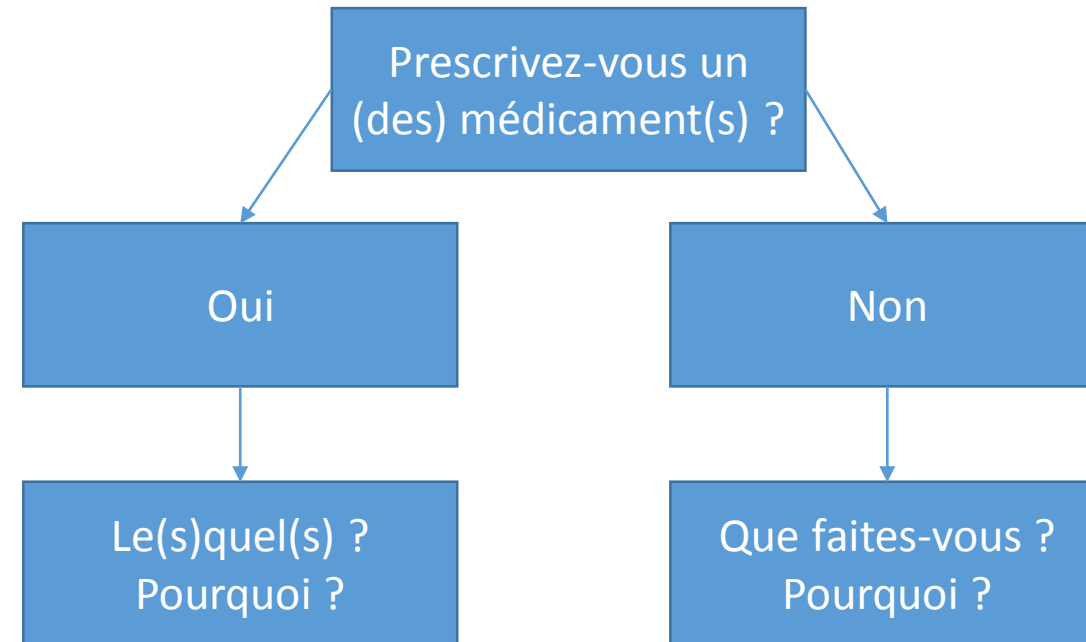 Prescrivez-vous un
(des) médicament(s) ?
Oui
Non
Le(s)quel(s) ?
Pourquoi ?
Que faites-vous ?
Pourquoi ?